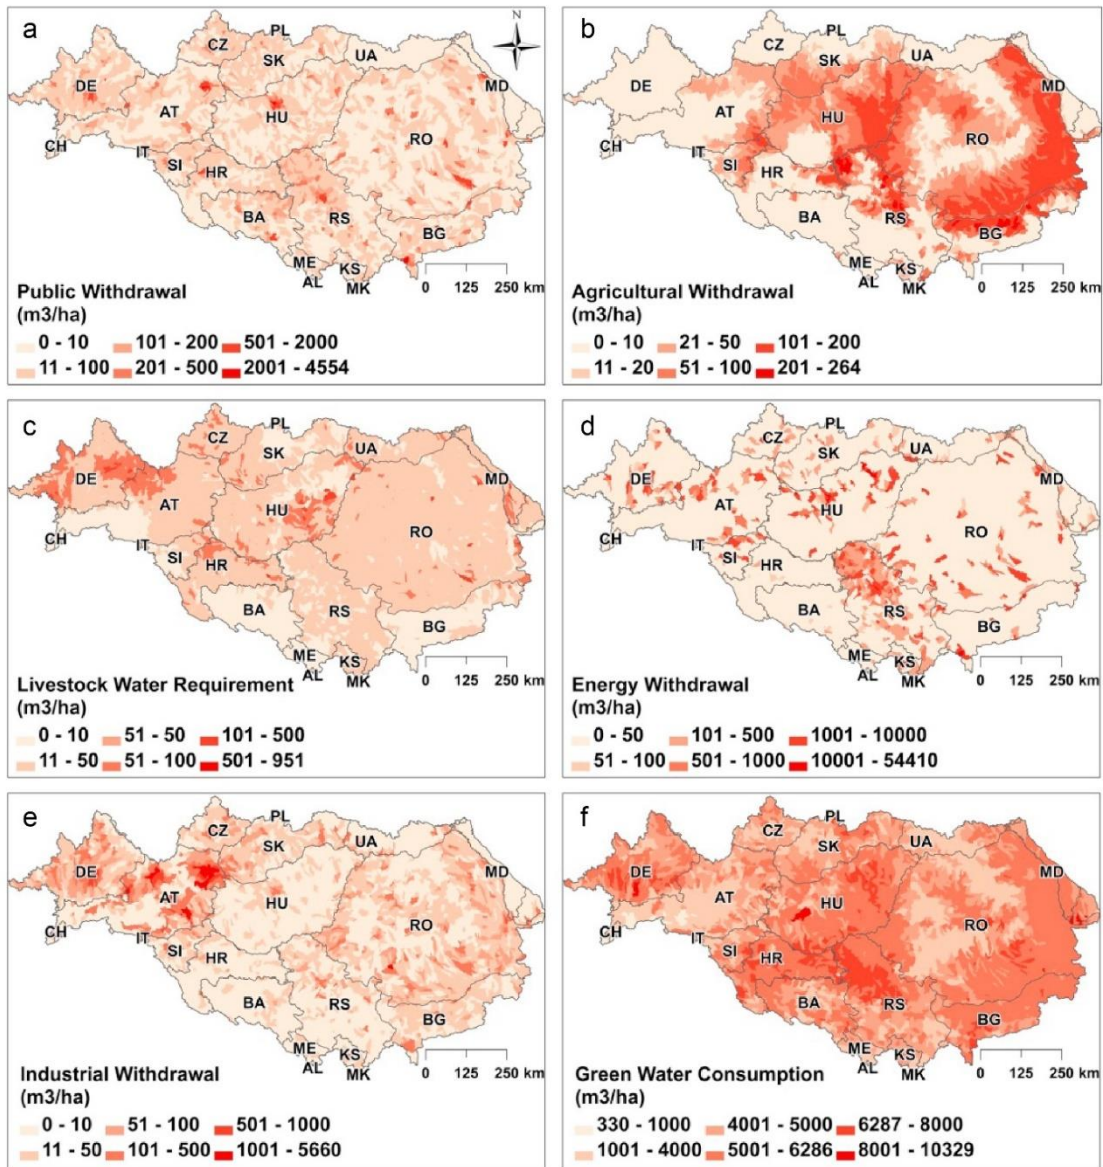 a
N
PL
CZ
SK
UA
DE
MD
AT
HU
RO
CH
IT
SI
HR
BA
RS
BG
ME
KS
AL
MK
0 125 250 km
Public Withdrawal
(m3/ha)
0 - 10 101 - 200 501 - 2000
11 - 100 201 - 500 2001 - 4554
b
PL
CZ
SK
UA
DE
MD
AT
HU
RO
CH
IT
SI
HR
BA
RS
BG
ME
KS
AL
MK
0 125 250 km
Agricultural Withdrawal
(m3/ha)
0 - 10 21 - 50 101 - 200
11 - 20 51 - 100 201 - 264
c
PL
CZ
SK
UA
DE
MD
AT
HU
RO
CH
IT
SI
HR
BA
RS
BG
ME
KS
AL
MK
0 125 250 km
Livestock Water Requirement
(m3/ha)
0 - 10 51 - 50 101 - 500
11 - 50 51 - 100 501 - 951
d
PL
CZ
SK
UA
DE
MD
AT
HU
RO
CH
IT
SI
HR
BA
RS
BG
ME
KS
AL
MK
0 125 250 km
Energy Withdrawal
(m3/ha)
0 - 50 101 - 500 1001 - 10000
51 - 100 501 - 1000 10001 - 54410
e
PL
CZ
SK
UA
DE
MD
AT
HU
RO
CH
IT
SI
HR
BA
RS
BG
ME
KS
AL
MK
0 125 250 km
Industrial Withdrawal
(m3/ha)
0 - 10 51 - 100 501 - 1000
11 - 50 101 - 500 1001 - 5660
f
PL
CZ
SK
UA
DE
MD
AT
HU
RO
CH
IT
SI
HR
BA
RS
BG
ME
KS
AL
MK
0 125 250 km
Green Water Consumption
(m3/ha)
330 - 1000 4001 - 5000 6287 - 8000
1001 - 4000 5001 - 6286 8001 - 10329